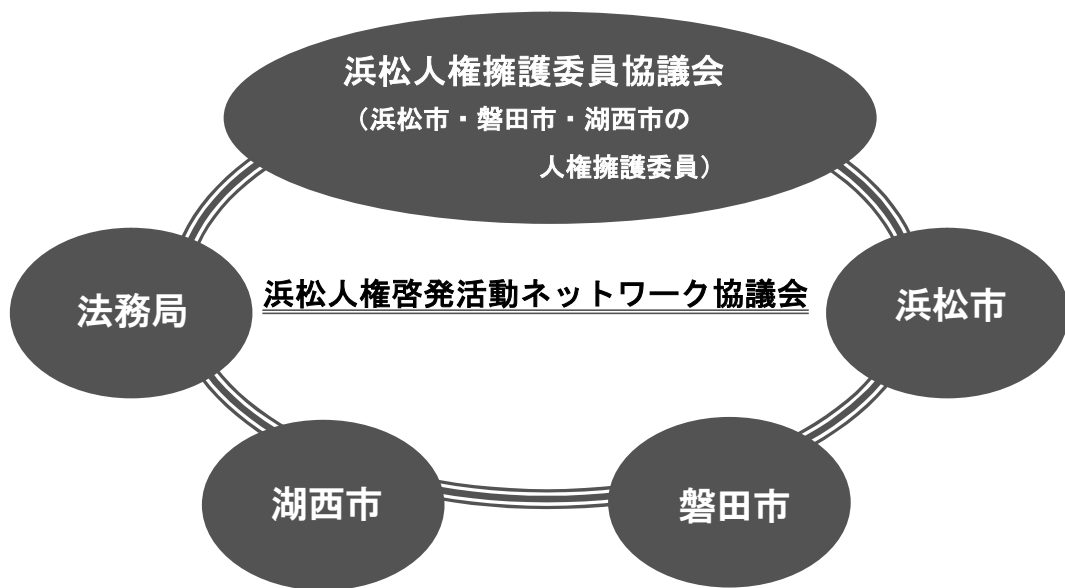 浜松人権擁護委員協議会
（浜松市・磐田市・湖西市の
人権擁護委員）
法務局
浜松人権啓発活動ネットワーク協議会
浜松市
湖西市
磐田市